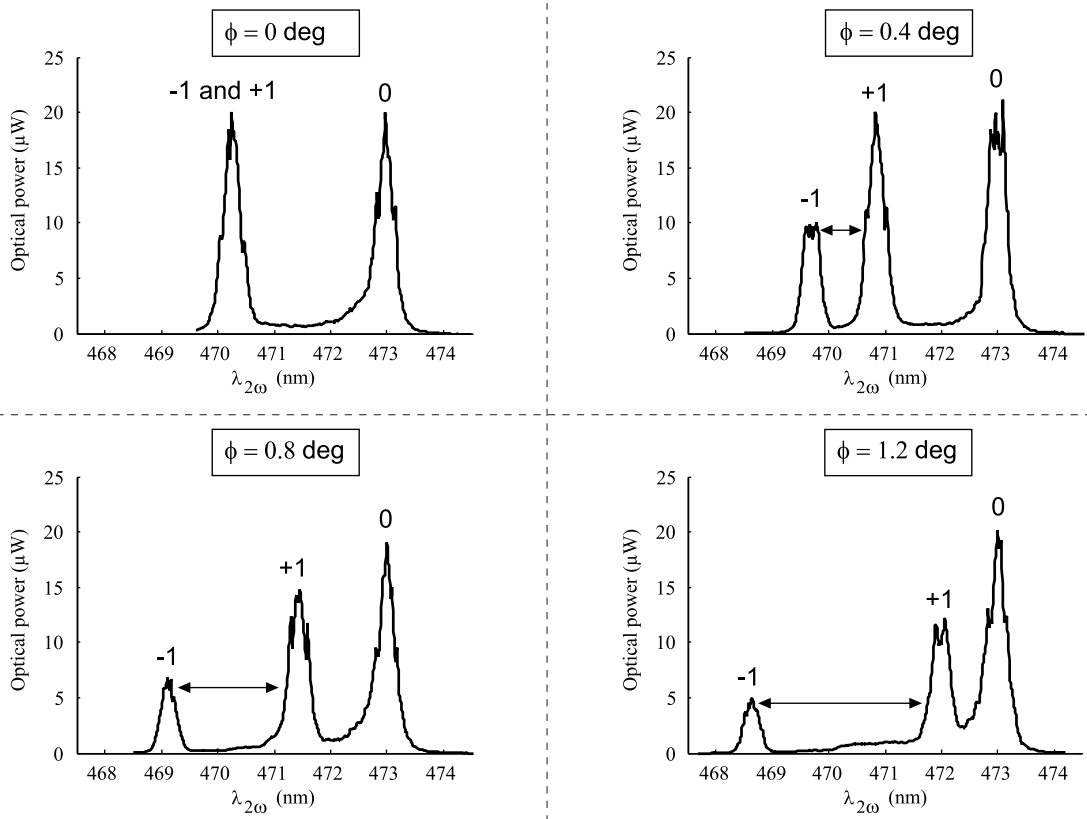 ϕ = 0 deg
25
20
15
10
5
0
Optical power (µW)
-1 and +1
0
468 469 470 471 472 473 474
λ2ω (nm)
ϕ = 0.4 deg
25
20
15
10
5
0
Optical power (µW)
-1
+1
0
468 469 470 471 472 473 474
λ2ω (nm)
ϕ = 0.8 deg
25
20
15
10
5
0
Optical power (µW)
-1
+1
0
468 469 470 471 472 473 474
λ2ω (nm)
ϕ = 1.2 deg
25
20
15
10
5
0
Optical power (µW)
-1
+1
0
468 469 470 471 472 473 474
λ2ω (nm)